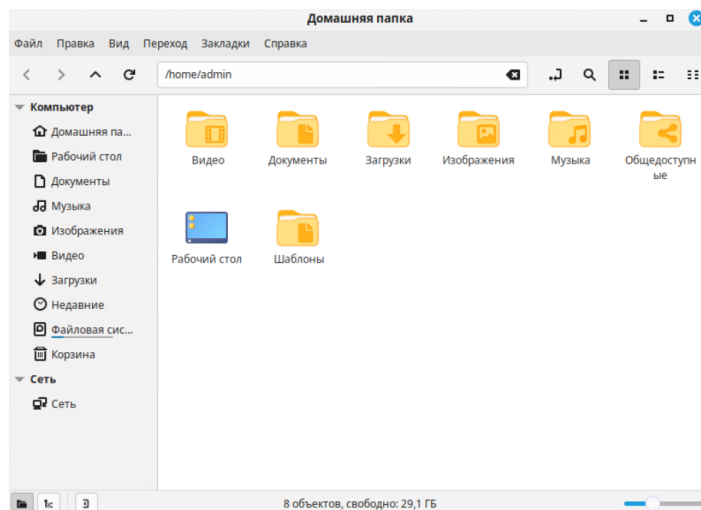 Домашняя папка
Файл Правка Вид Переход Закладки Справка
/home/admin
Компьютер
Домашняя па...
Рабочий стол
Документы
Музыка
Изображения
Видео
Загрузки
Недавние
Файловая сис...
Корзина
Сеть
Сеть
Видео Документы Загрузки Изображения Музыка Общедоступн
ые
Рабочий стол Шаблоны
8 объектов, свободно: 29,1 ГБ